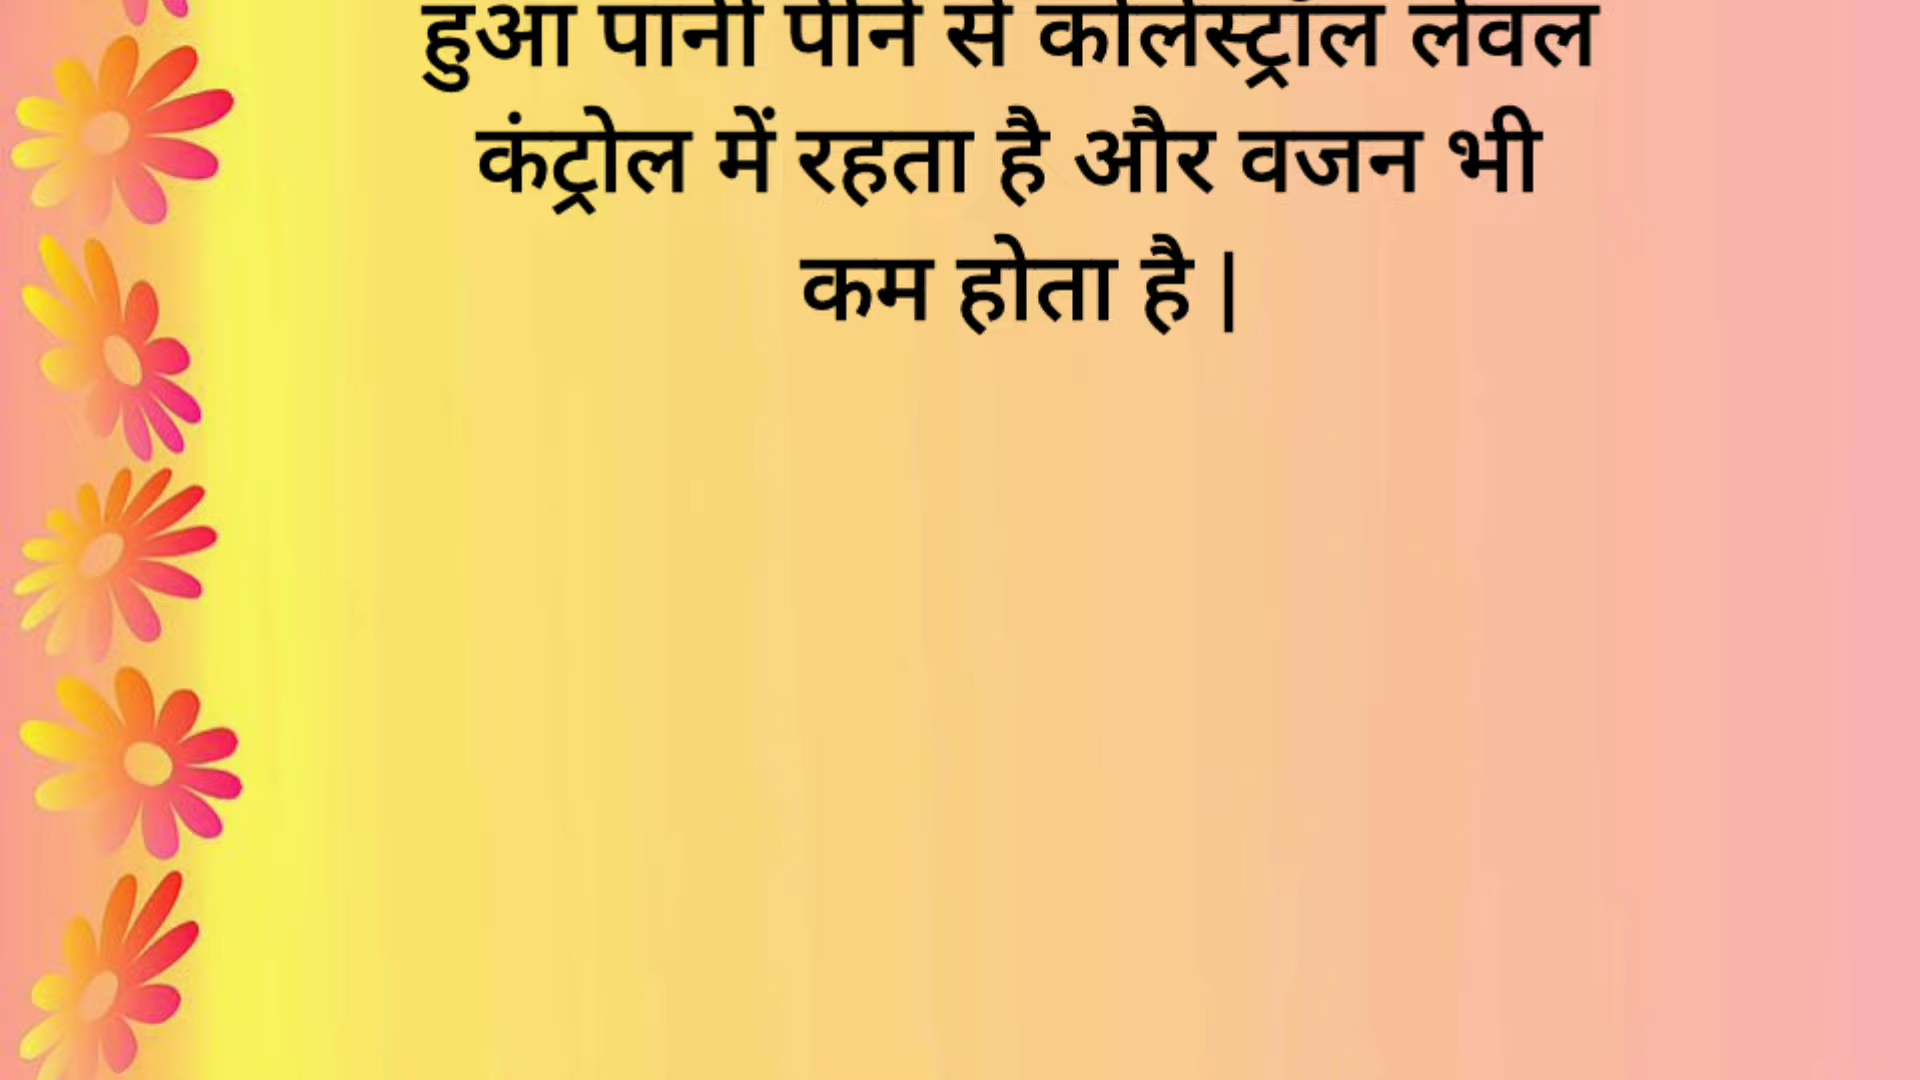 हुआ पानी पीने से कोलेस्ट्रॉल लेवल
कंट्रोल में रहता है और वजन भी
कम होता है |